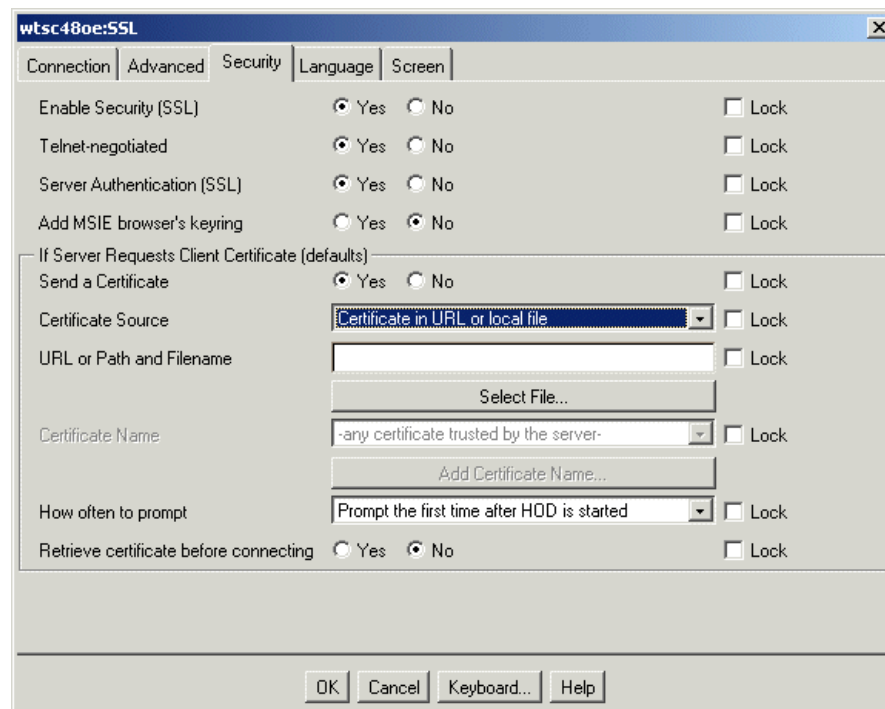 wtsc48oe:SSL
Connection Advanced Security Language Screen
Enable Security (SSL) Yes No Lock
Telnet-negotiated Yes No Lock
Server Authentication (SSL) Yes No Lock
Add MSIE browser's keyring Yes No Lock
If Server Requests Client Certificate (defaults)
Send a Certificate Yes No Lock
Certificate Source Certificate in URL or local file Lock
URL or Path and Filename Lock
Select File...
Certificate Name -any certificate trusted by the server- Lock
Add Certificate Name...
How often to prompt Prompt the first time after HOD is started Lock
Retrieve certificate before connecting Yes No Lock
OK Cancel Keyboard... Help